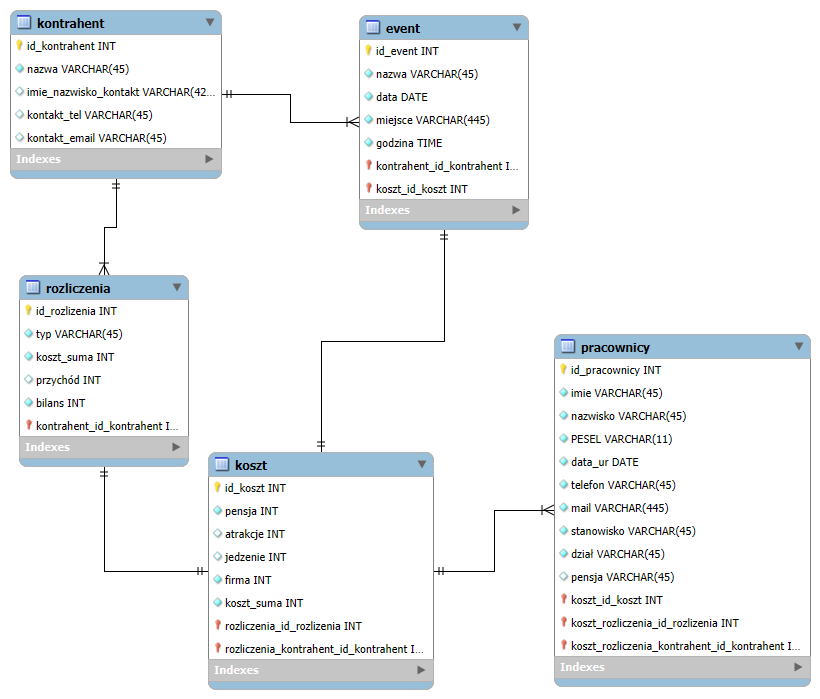 kontrahent
id_kontrahent INT
nazwa VARCHAR(45)
imie_nazwisko_kontakt VARCHAR(42...
kontakt_tel VARCHAR(45)
kontakt_email VARCHAR(45)
Indexes
event
id_event INT
nazwa VARCHAR(45)
data DATE
miejsce VARCHAR(445)
godzina TIME
kontrahent_id_kontrahent I...
koszt_id_koszt INT
Indexes
rozliczenia
id_rozlizenia INT
typ VARCHAR(45)
koszt_suma INT
przychód INT
bilans INT
kontrahent_id_kontrahent I...
Indexes
koszt
id_koszt INT
pensja INT
atrakcje INT
jedzenie INT
firma INT
koszt_suma INT
rozliczenia_id_rozlizenia INT
rozliczenia_kontrahent_id_kontrahent I...
Indexes
pracownicy
id_pracownicy INT
imie VARCHAR(45)
nazwisko VARCHAR(45)
PESEL VARCHAR(11)
data_ur DATE
telefon VARCHAR(45)
mail VARCHAR(445)
stanowisko VARCHAR(45)
dział VARCHAR(45)
pensja VARCHAR(45)
koszt_id_koszt INT
koszt_rozliczenia_id_rozlizenia INT
koszt_rozliczenia_kontrahent_id_kontrahent I...
Indexes